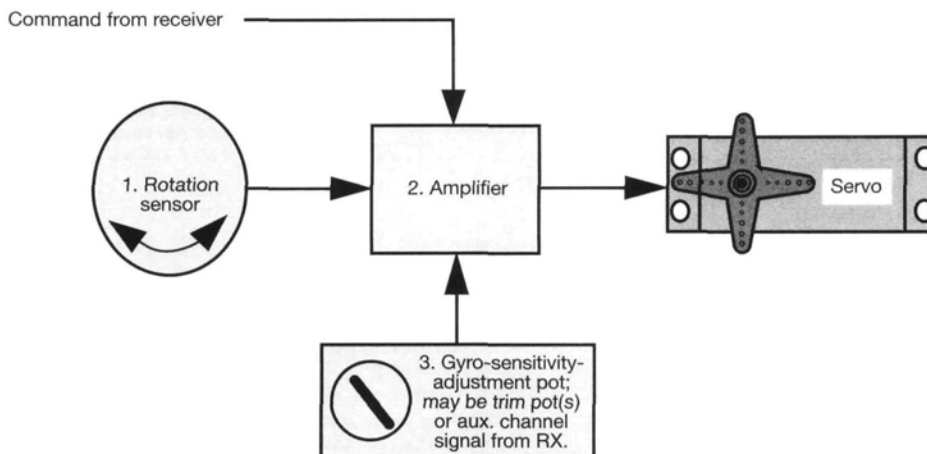 Command from receiver
1. Rotation
sensor
2. Amplifier
Servo
3. Gyro-sensitivity-
adjustment pot;
may be trim pot(s)
or aux. channel
signal from RX.